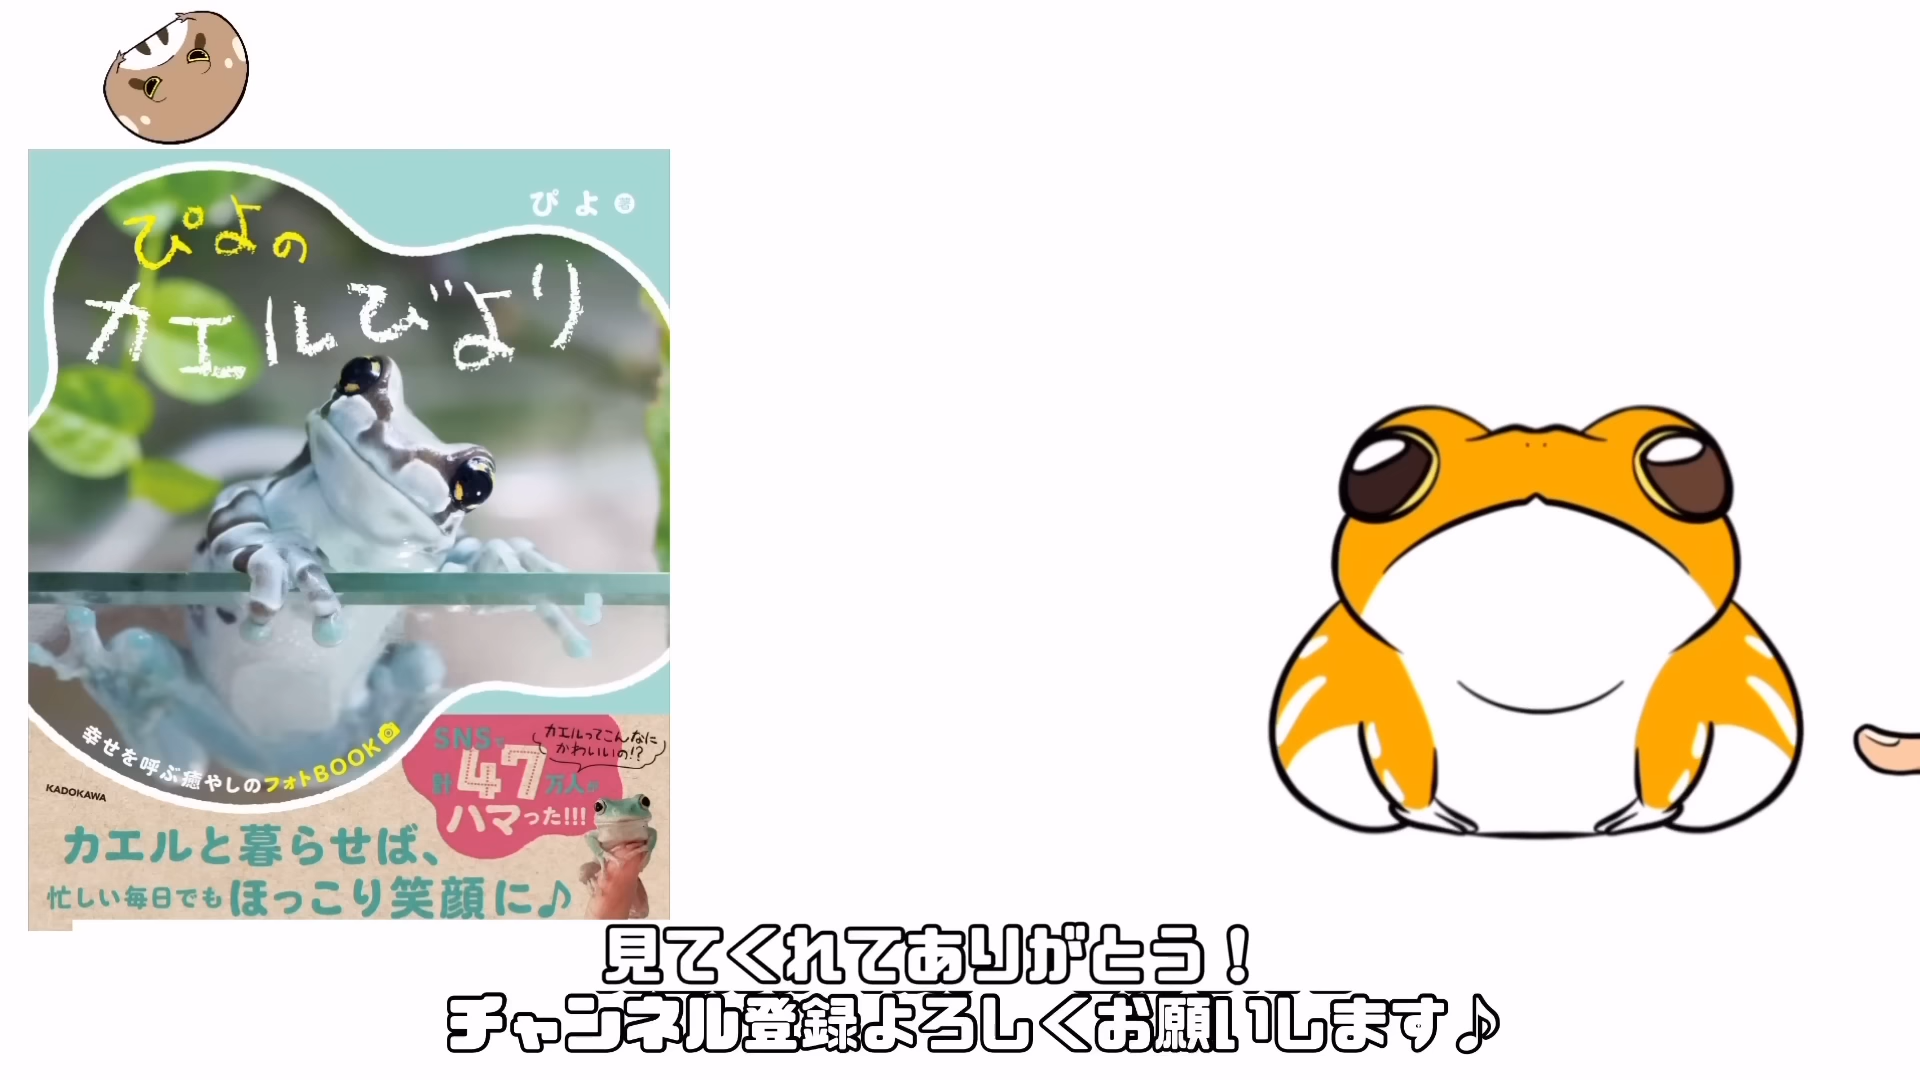 ぴよ 著
ぴよの
カエルびより
幸せを呼ぶ癒やしのフォトBOOK
KADOKAWA
カエルってこんなに
かわいいの!?
SNSで
計47万人が
ハマった!!!
カエルと暮らせば、
忙しい毎日でもほっこり笑顔に♪
見てくれてありがとう！
チャンネル登録よろしくお願いします♪